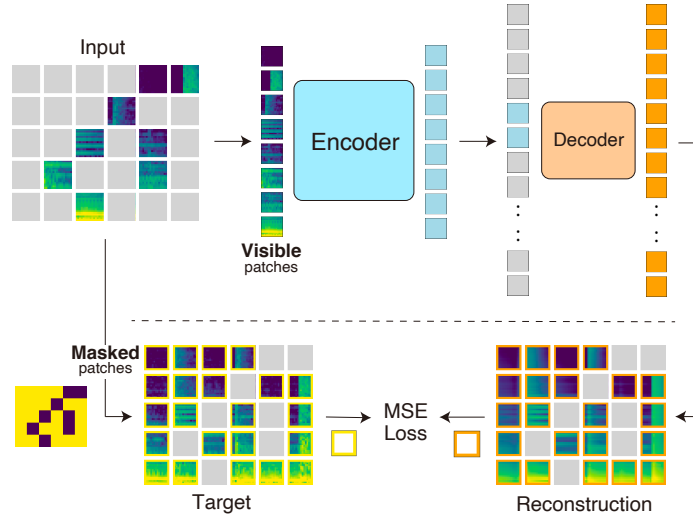 Input
Encoder
Decoder
Visible
patches
Masked
patches
MSE
Loss
Target
Reconstruction